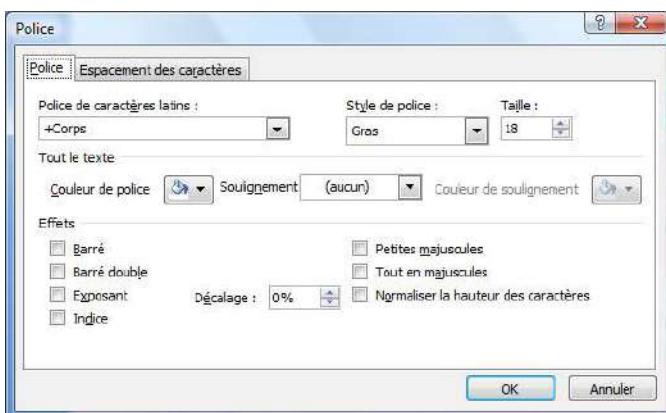 Police
Police Espacement des caractères
Police de caractères latins : Style de police : Taille :
+Corps Gras 18
Tout le texte
Couleur de police Soulignement (aucun) Couleur de soulignement
Effets
Barré Petites majuscules
Barré double Tout en majuscules
Exposant Décalage : 0% Normaliser la hauteur des caractères
Indice
OK Annuler